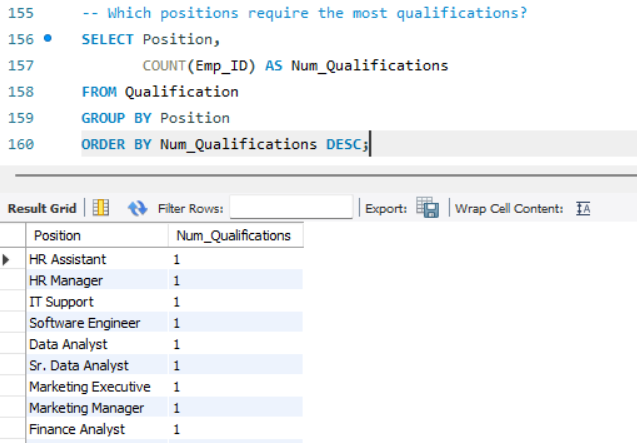 155 -- Which positions require the most qualifications?
156 SELECT Position,
157 COUNT(Emp_ID) AS Num_Qualifications
158 FROM Qualification
159 GROUP BY Position
160 ORDER BY Num_Qualifications DESC;
Result Grid Filter Rows: Export: Wrap Cell Content: IA
Position Num_Qualifications
HR Assistant 1
HR Manager 1
IT Support 1
Software Engineer 1
Data Analyst 1
Sr. Data Analyst 1
Marketing Executive 1
Marketing Manager 1
Finance Analyst 1